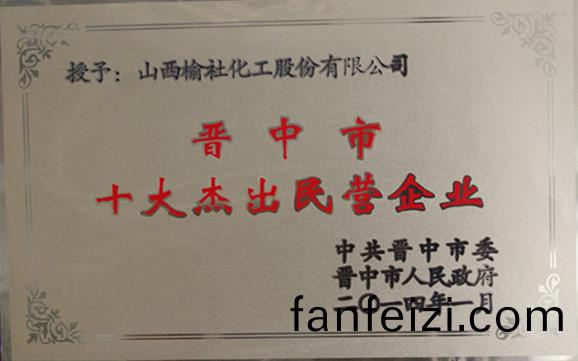 授予：山西榆社化工股份有限公司
晋中市
十大杰出民营企业
中共晋中市委
晋中市人民政府
二〇一四年一月
fanfeizi.com